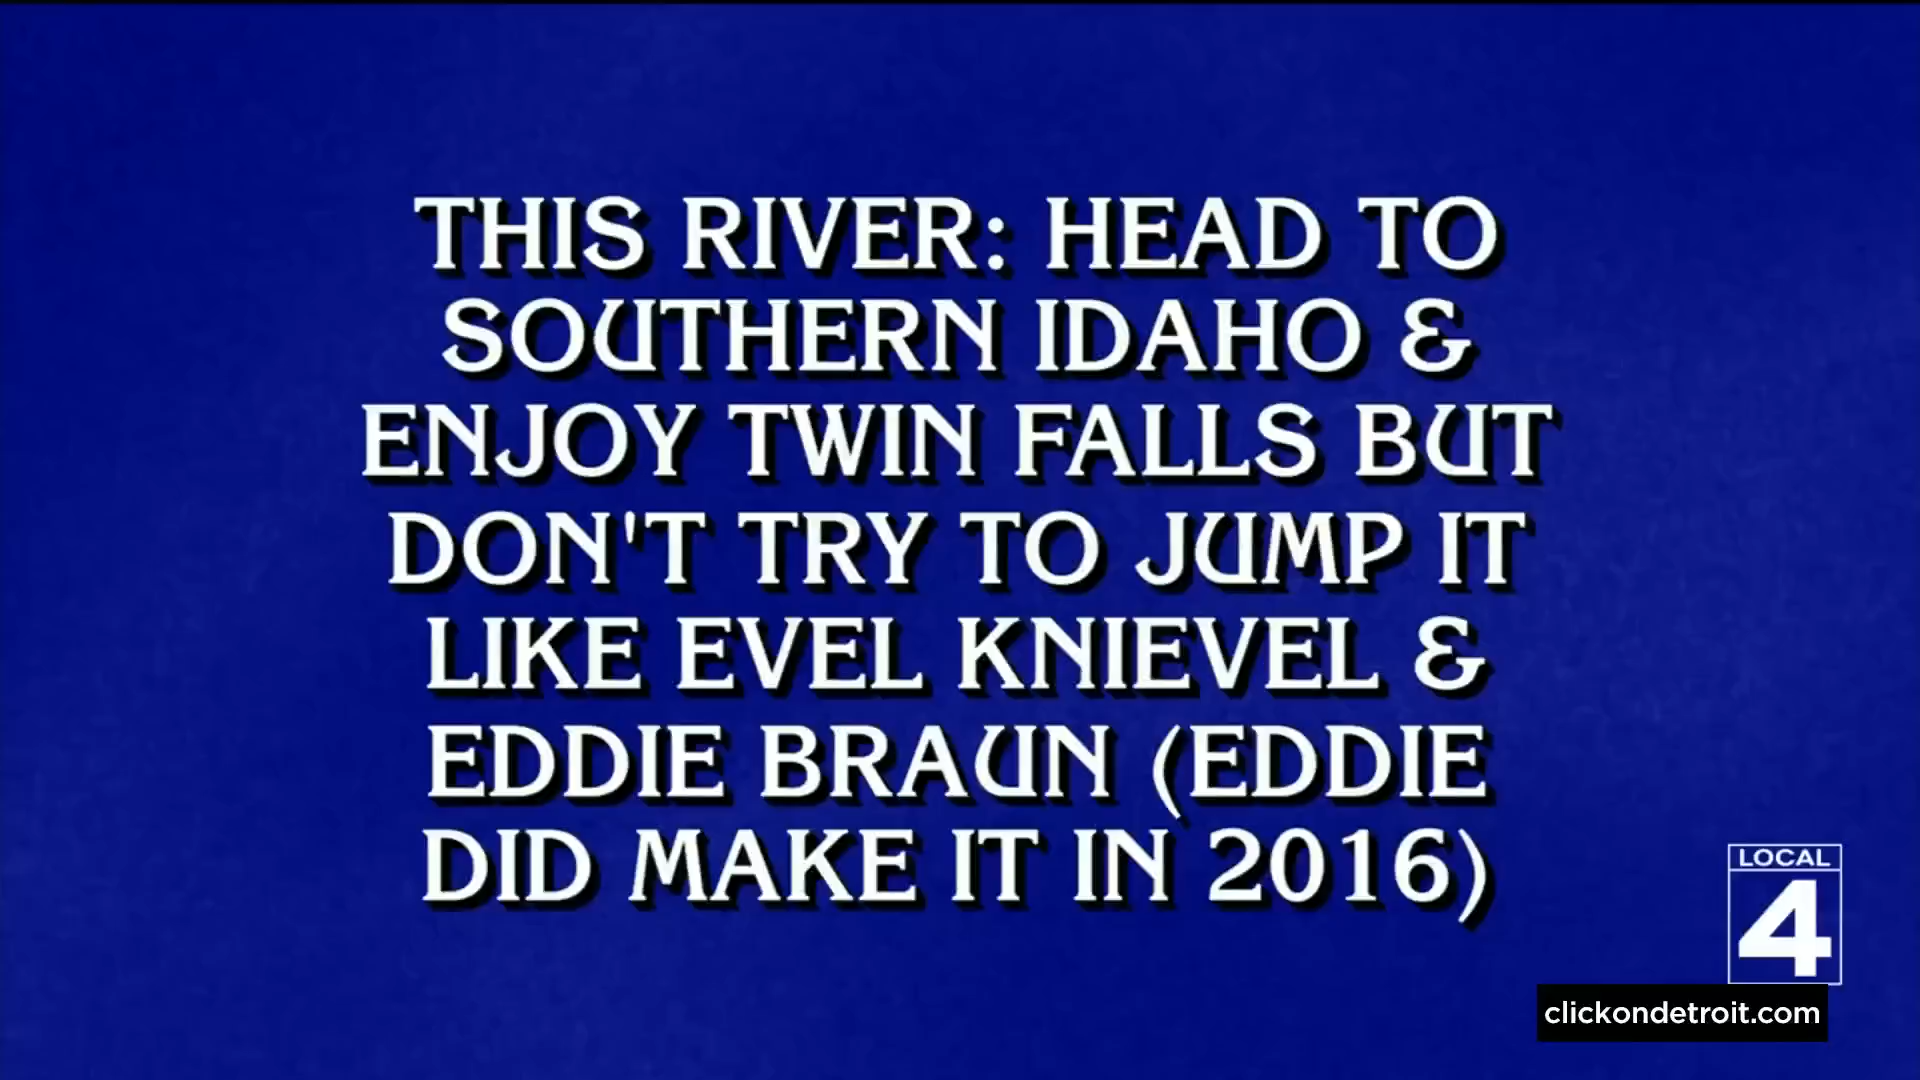 THIS RIVER: HEAD TO
SOUTHERN IDAHO &
ENJOY TWIN FALLS BUT
DON'T TRY TO JUMP IT
LIKE EVEL KNIEVEL &
EDDIE BRAUN (EDDIE
DID MAKE IT IN 2016)
LOCAL
4
clickondetroit.com